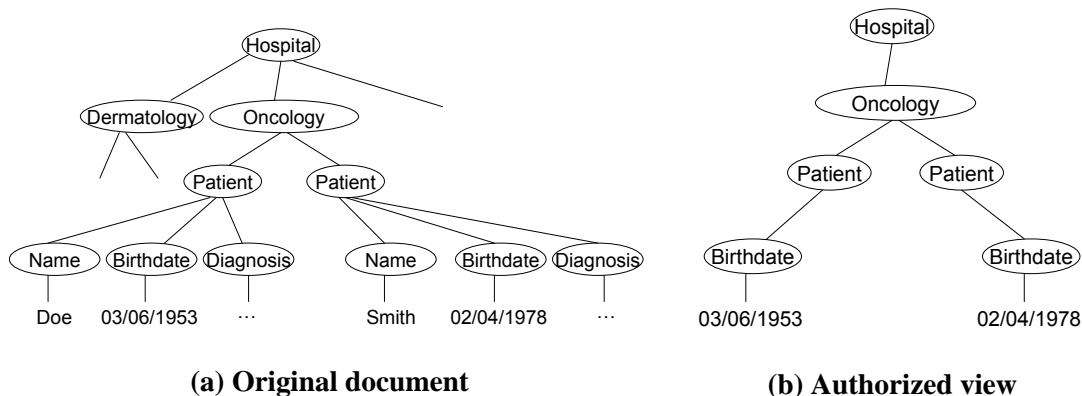 Hospital
Dermatology Oncology
Patient Patient
Name Birthdate Diagnosis Name Birthdate Diagnosis
Doe 03/06/1953 ... Smith 02/04/1978 ...
(a) Original document
Hospital
Oncology
Patient Patient
Birthdate Birthdate
03/06/1953 02/04/1978
(b) Authorized view